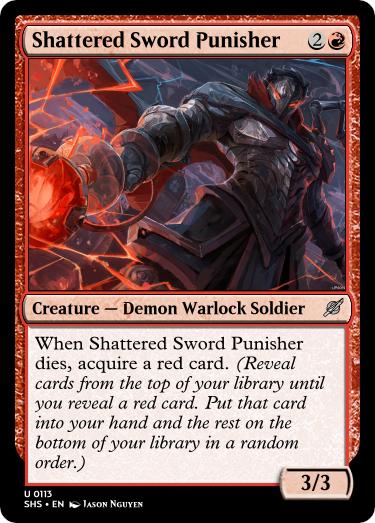 Shattered Sword Punisher 2
Creature — Demon Warlock Soldier
When Shattered Sword Punisher
dies, acquire a red card. (Reveal
cards from the top of your library until
you reveal a red card. Put that card
into your hand and the rest on the
bottom of your library in a random
order.)
3/3
U 0113
SHS • EN Jason Nguyen